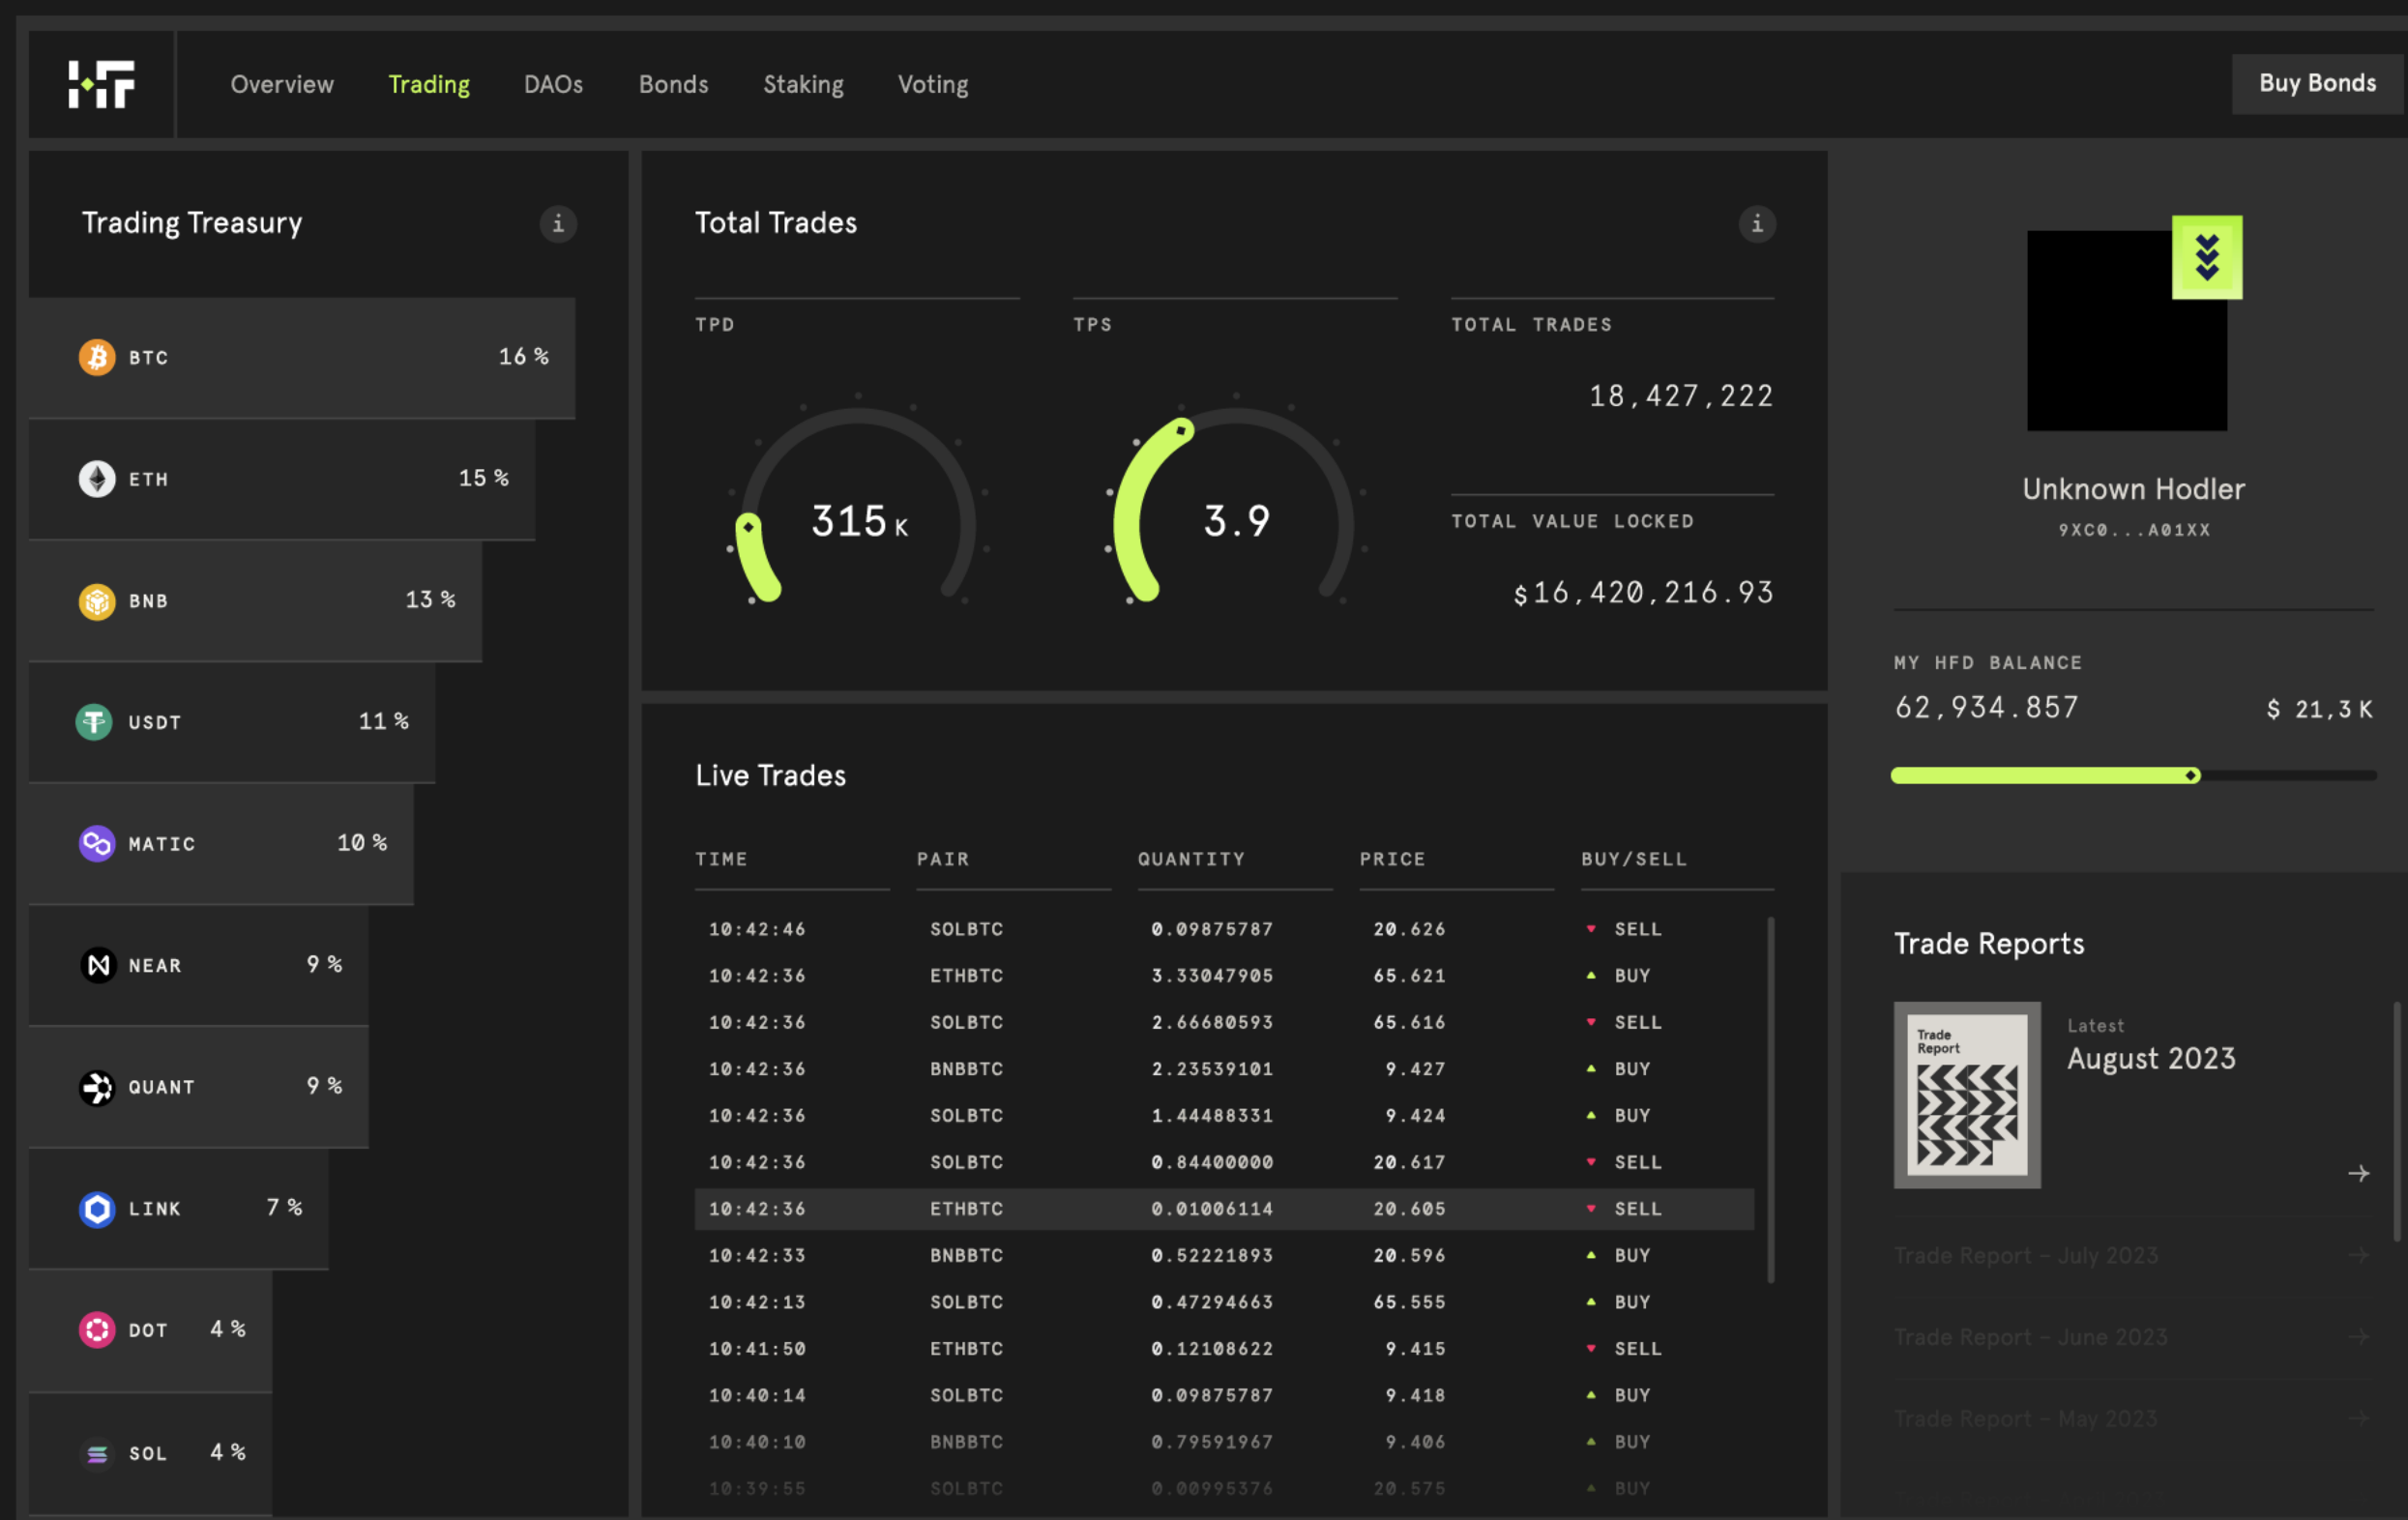 HF
Overview Trading DAOs Bonds Staking Voting
Buy Bonds
Trading Treasury i
BTC 16 %
ETH 15 %
BNB 13 %
USDT 11 %
MATIC 10 %
NEAR 9 %
QUANT 9 %
LINK 7 %
DOT 4 %
SOL 4 %
Total Trades i
TPD
315 K
TPS
3.9
TOTAL TRADES
18,427,222
TOTAL VALUE LOCKED
$16,420,216.93
Live Trades
TIME PAIR QUANTITY PRICE BUY/SELL
10:42:46 SOLBTC 0.09875787 20.626 SELL
10:42:36 ETHBTC 3.33047905 65.621 BUY
10:42:36 SOLBTC 2.66680593 65.616 SELL
10:42:36 BNBBTC 2.23539101 9.427 BUY
10:42:36 SOLBTC 1.44488331 9.424 BUY
10:42:36 SOLBTC 0.84400000 20.617 SELL
10:42:36 ETHBTC 0.01006114 20.605 SELL
10:42:33 BNBBTC 0.52221893 20.596 BUY
10:42:13 SOLBTC 0.47294663 65.555 BUY
10:41:50 ETHBTC 0.12108622 9.415 SELL
10:40:14 SOLBTC 0.09875787 9.418 BUY
10:40:10 BNBBTC 0.79591967 9.406 BUY
10:39:55 SOLBTC 0.00995376 20.575 BUY
Unknown Hodler
9XC0...A01XX
MY HFD BALANCE
62,934.857 $ 21,3 K
Trade Reports
Trade
Report
Latest
August 2023
Trade Report – July 2023
Trade Report – June 2023
Trade Report – May 2023